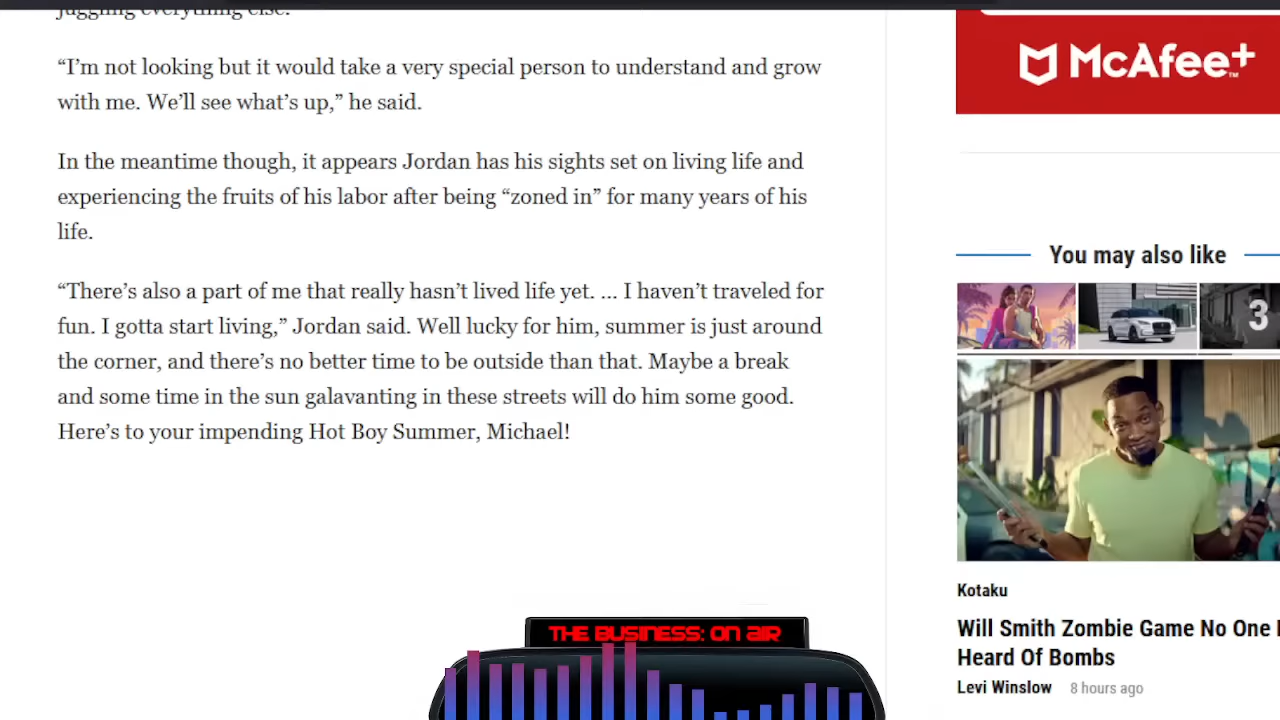 juggling everything else.
“I’m not looking but it would take a very special person to understand and grow
with me. We’ll see what’s up,” he said.
In the meantime though, it appears Jordan has his sights set on living life and
experiencing the fruits of his labor after being “zoned in” for many years of his
life.
“There’s also a part of me that really hasn’t lived life yet. … I haven’t traveled for
fun. I gotta start living,” Jordan said. Well lucky for him, summer is just around
the corner, and there’s no better time to be outside than that. Maybe a break
and some time in the sun galavanting in these streets will do him some good.
Here’s to your impending Hot Boy Summer, Michael!
McAfee+™
You may also like
3
Kotaku
Will Smith Zombie Game No One
Heard Of Bombs
Levi Winslow 8 hours ago
THE BUSINESS: ON AIR